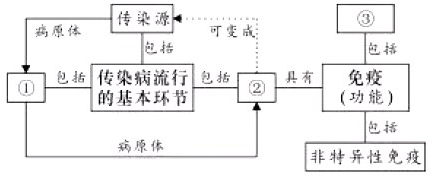 传染源
③
病原体
可变成
包括
包括
①
包括
传染病流行
的基本环节
包括
②
具有
免疫
(功能)
包括
病原体
非特异性免疫